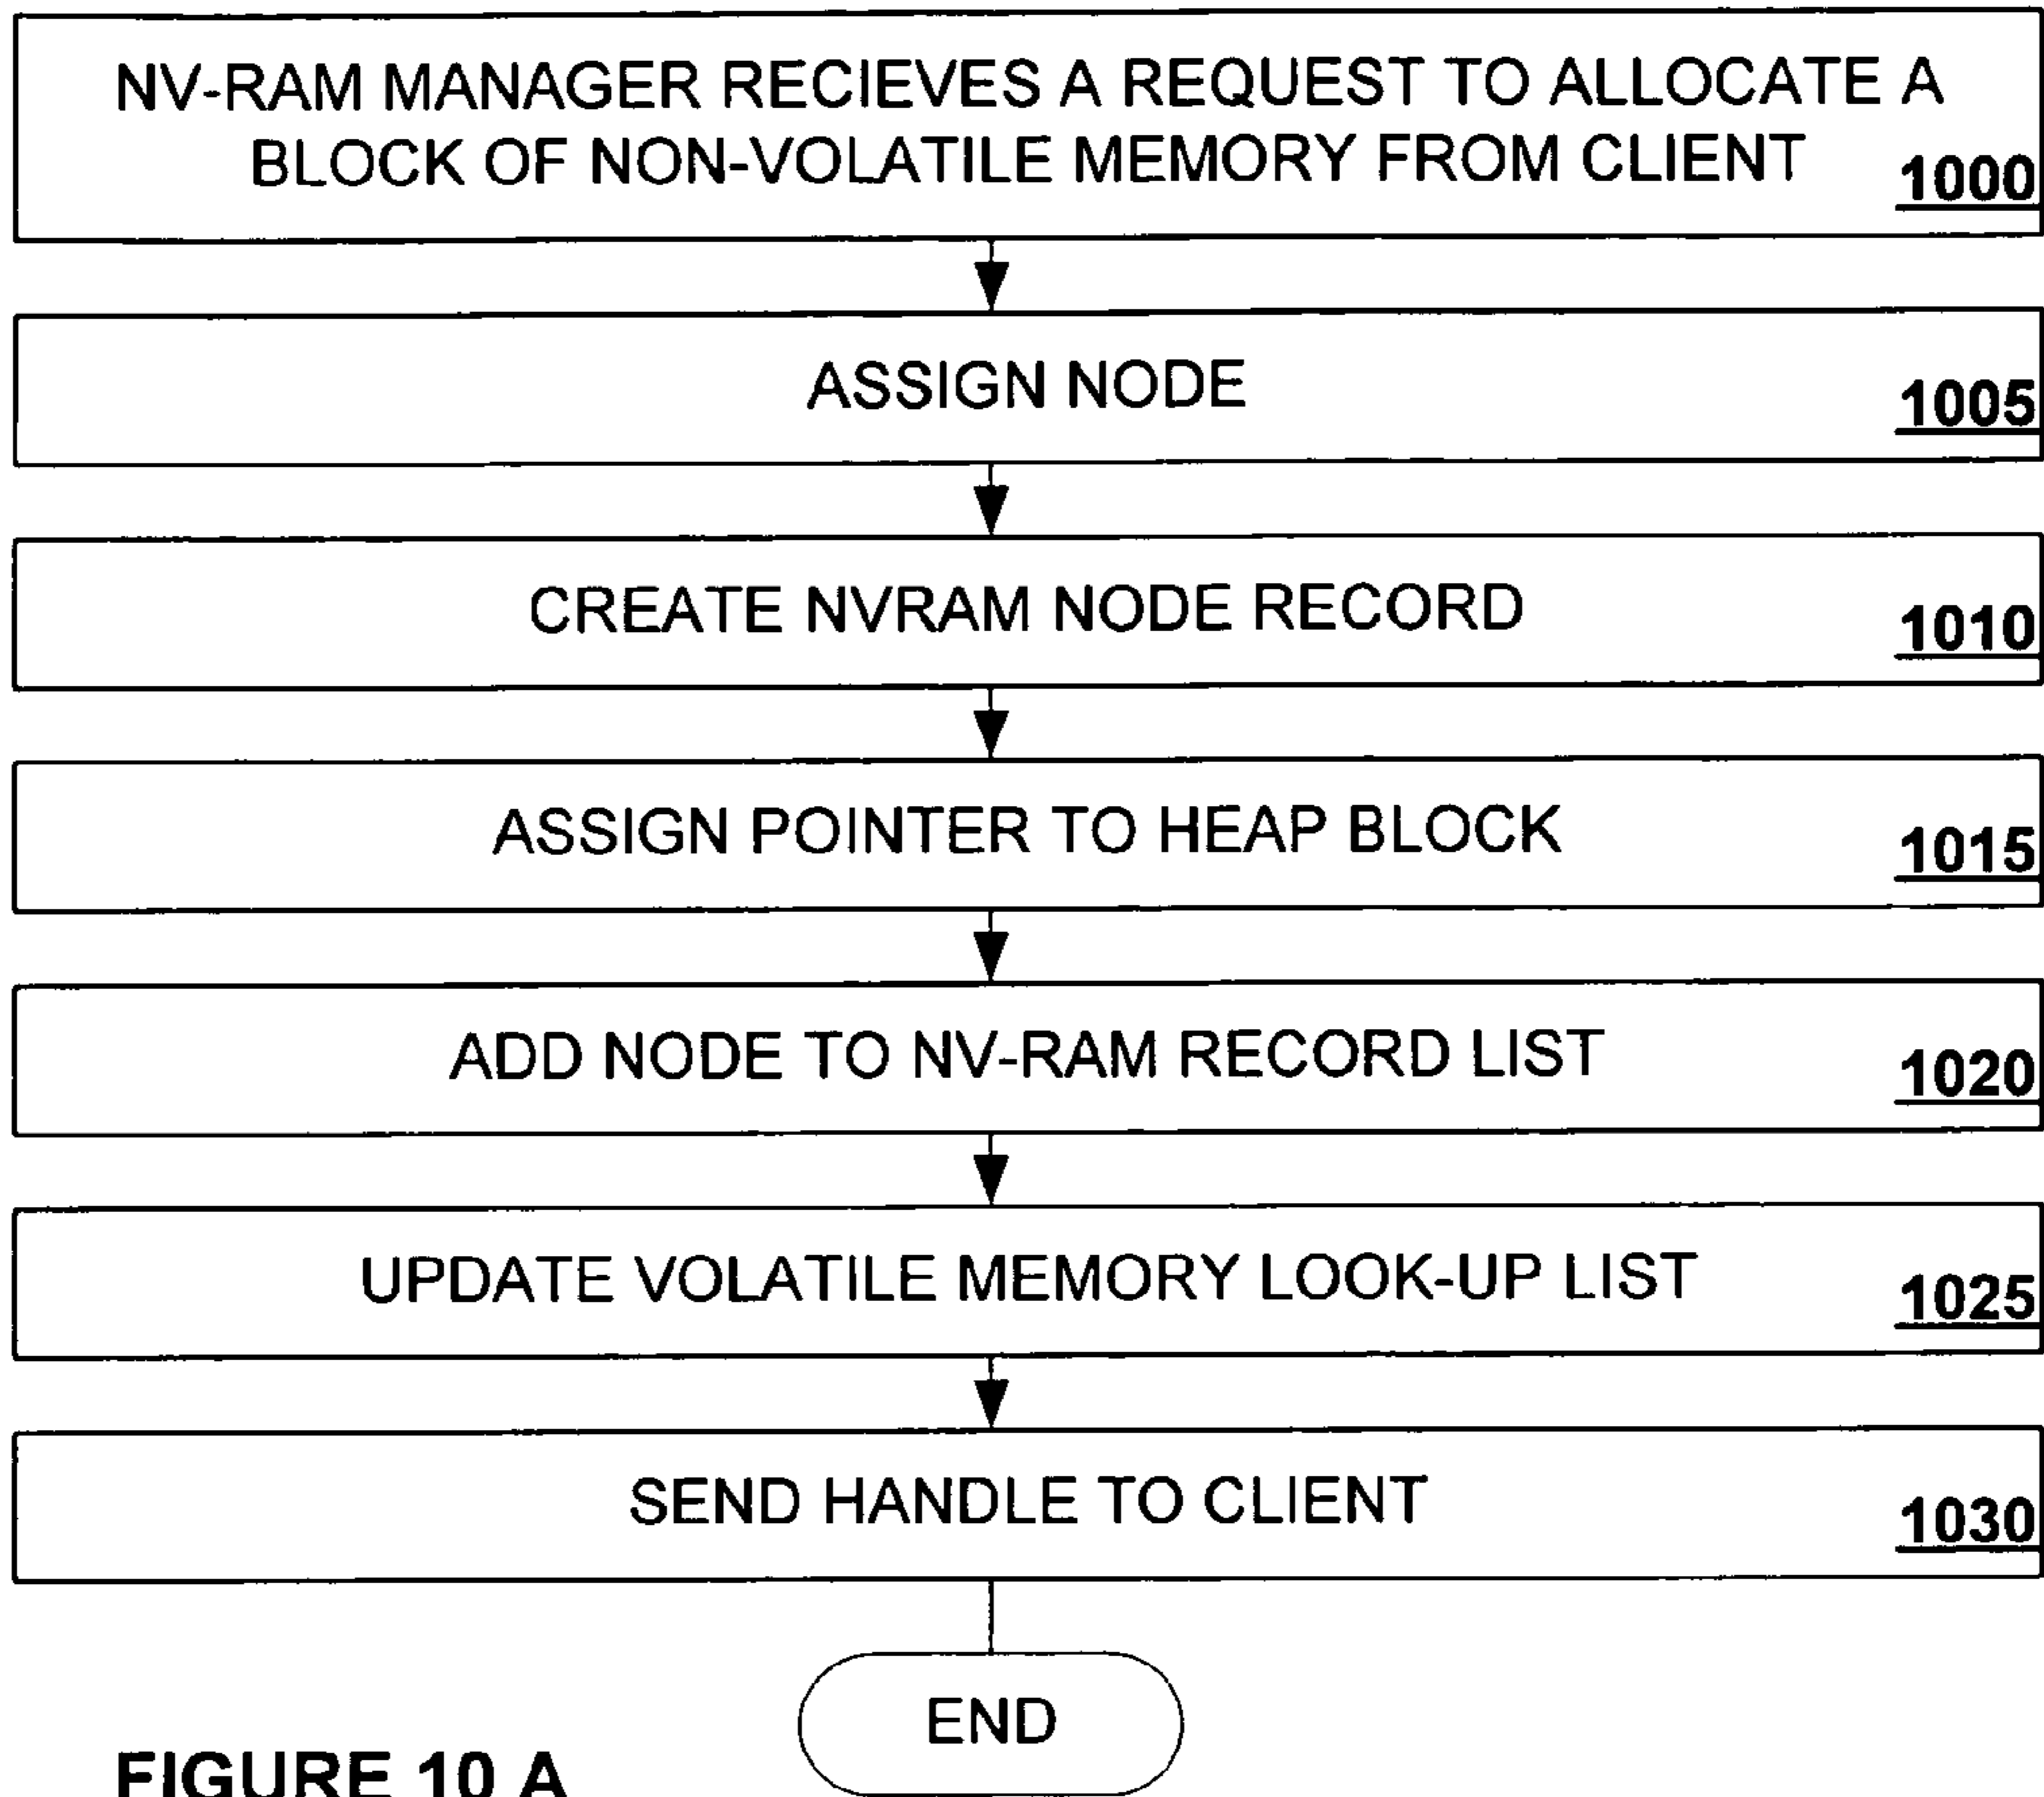 NV-RAM MANAGER RECIEVES A REQUEST TO ALLOCATE A
BLOCK OF NON-VOLATILE MEMORY FROM CLIENT
1000
ASSIGN NODE
1005
CREATE NVRAM NODE RECORD
1010
ASSIGN POINTER TO HEAP BLOCK
1015
ADD NODE TO NV-RAM RECORD LIST
1020
UPDATE VOLATILE MEMORY LOOK-UP LIST
1025
SEND HANDLE TO CLIENT
1030
END
FIGURE 10 A